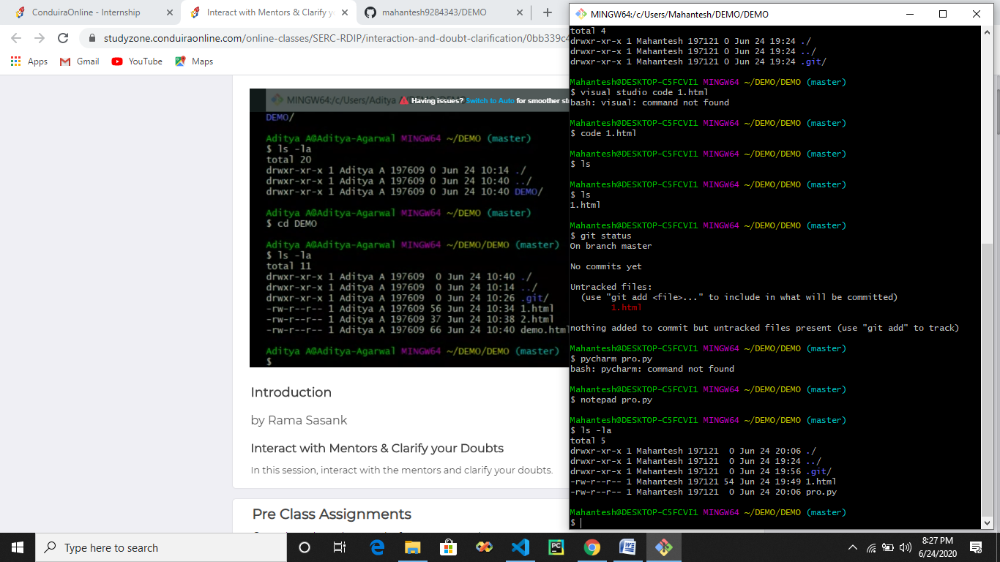 ConduiraOnline - Internship
Interact with Mentors & Clarify y
mahantesh9284343/DEMO
studyzone.conduiraonline.com/online-classes/SERC-RDIP/interaction-and-doubt-clarification/0bb339c4
Apps
Gmail
YouTube
Maps
MINGW64:/c/Users/Aditya
Having issues? Switch to Auto for smoother st
DEMO/
Aditya A@Aditya-Agarwal MINGW64 ~/DEMO (master)
$ ls -la
total 20
drwxr-xr-x 1 Aditya A 197609 0 Jun 24 10:14 ./
drwxr-xr-x 1 Aditya A 197609 0 Jun 24 10:40 ../
drwxr-xr-x 1 Aditya A 197609 0 Jun 24 10:40 DEMO/
Aditya A@Aditya-Agarwal MINGW64 ~/DEMO (master)
$ cd DEMO
Aditya A@Aditya-Agarwal MINGW64 ~/DEMO/DEMO (master)
$ ls -la
total 11
drwxr-xr-x 1 Aditya A 197609 0 Jun 24 10:40 ./
drwxr-xr-x 1 Aditya A 197609 0 Jun 24 10:14 ../
drwxr-xr-x 1 Aditya A 197609 0 Jun 24 10:26 .git/
-rw-r--r-- 1 Aditya A 197609 56 Jun 24 10:34 1.html
-rw-r--r-- 1 Aditya A 197609 37 Jun 24 10:38 2.html
-rw-r--r-- 1 Aditya A 197609 66 Jun 24 10:40 demo.html
Aditya A@Aditya-Agarwal MINGW64 ~/DEMO/DEMO (master)
$
Introduction
by Rama Sasank
Interact with Mentors & Clarify your Doubts
In this session, interact with the mentors and clarify your doubts.
Pre Class Assignments
MINGW64:/c/Users/Mahantesh/DEMO/DEMO
total 4
drwxr-xr-x 1 Mahantesh 197121 0 Jun 24 19:24 ./
drwxr-xr-x 1 Mahantesh 197121 0 Jun 24 19:24 ../
drwxr-xr-x 1 Mahantesh 197121 0 Jun 24 19:24 .git/
Mahantesh@DESKTOP-C5FCVI1 MINGW64 ~/DEMO/DEMO (master)
$ visual studio code 1.html
bash: visual: command not found
Mahantesh@DESKTOP-C5FCVI1 MINGW64 ~/DEMO/DEMO (master)
$ code 1.html
Mahantesh@DESKTOP-C5FCVI1 MINGW64 ~/DEMO/DEMO (master)
$ ls
Mahantesh@DESKTOP-C5FCVI1 MINGW64 ~/DEMO/DEMO (master)
$ ls
1.html
Mahantesh@DESKTOP-C5FCVI1 MINGW64 ~/DEMO/DEMO (master)
$ git status
On branch master
No commits yet
Untracked files:
(use "git add <file>..." to include in what will be committed)
1.html
nothing added to commit but untracked files present (use "git add" to track)
Mahantesh@DESKTOP-C5FCVI1 MINGW64 ~/DEMO/DEMO (master)
$ pycharm pro.py
bash: pycharm: command not found
Mahantesh@DESKTOP-C5FCVI1 MINGW64 ~/DEMO/DEMO (master)
$ notepad pro.py
Mahantesh@DESKTOP-C5FCVI1 MINGW64 ~/DEMO/DEMO (master)
$ ls -la
total 5
drwxr-xr-x 1 Mahantesh 197121 0 Jun 24 20:06 ./
drwxr-xr-x 1 Mahantesh 197121 0 Jun 24 19:24 ../
drwxr-xr-x 1 Mahantesh 197121 0 Jun 24 19:56 .git/
-rw-r--r-- 1 Mahantesh 197121 54 Jun 24 19:49 1.html
-rw-r--r-- 1 Mahantesh 197121 0 Jun 24 20:06 pro.py
Mahantesh@DESKTOP-C5FCVI1 MINGW64 ~/DEMO/DEMO (master)
$
Type here to search
8:27 PM
6/24/2020